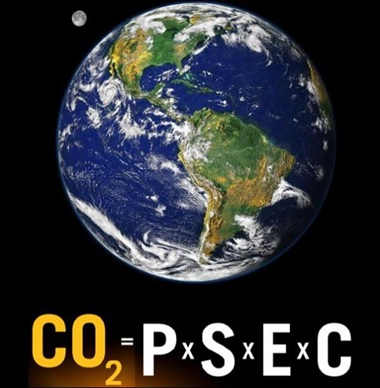 CO₂ = P x S x E x C